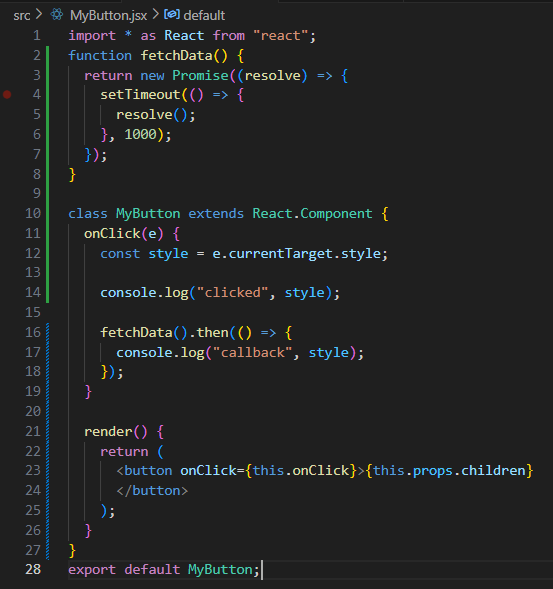 src > MyButton.jsx > default
1 import * as React from "react";
2 function fetchData() {
3   return new Promise((resolve) => {
4     setTimeout(() => {
5       resolve();
6     }, 1000);
7   });
8 }
9
10 class MyButton extends React.Component {
11   onClick(e) {
12     const style = e.currentTarget.style;
13
14     console.log("clicked", style);
15
16     fetchData().then(() => {
17       console.log("callback", style);
18     });
19   }
20
21   render() {
22     return (
23       <button onClick={this.onClick}>{this.props.children}
24       </button>
25     );
26   }
27 }
28 export default MyButton;